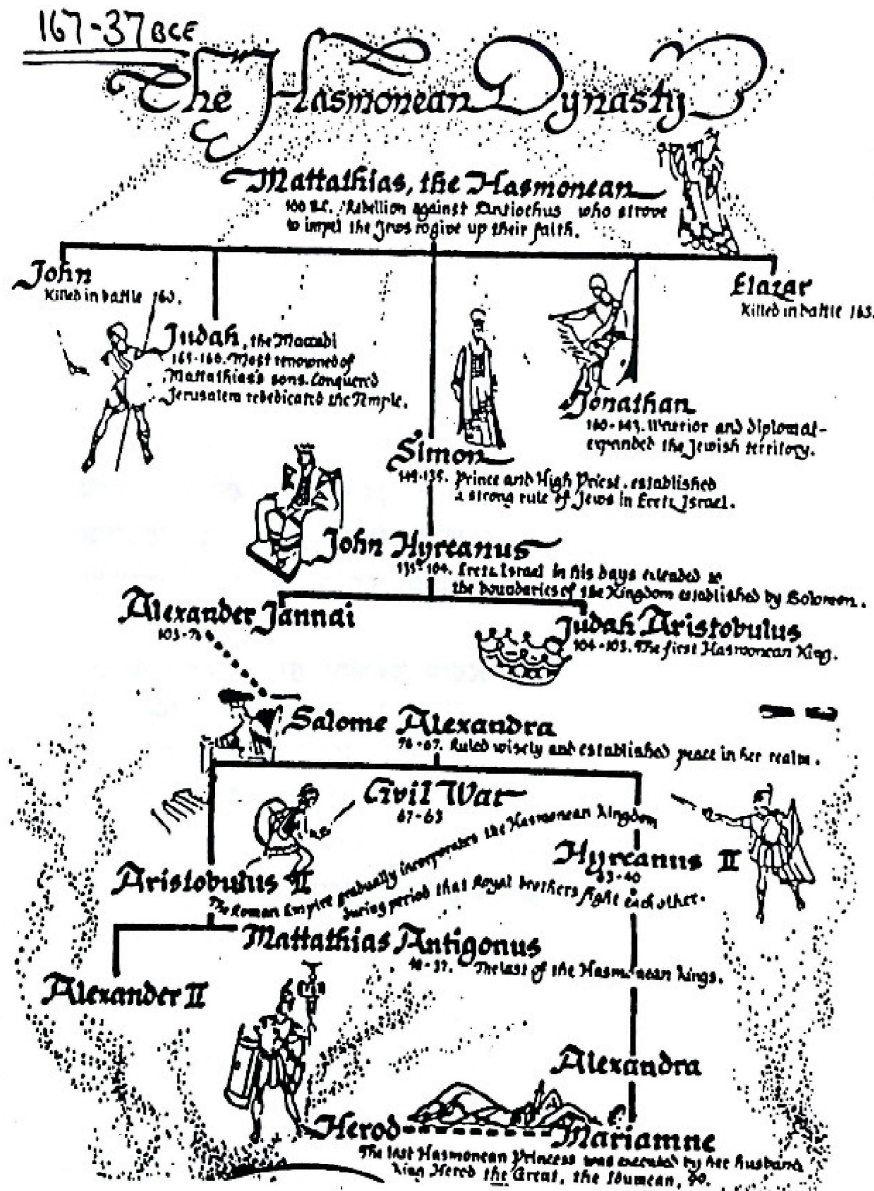 167-37 BCE
The Hasmonean Dynasty
Mattathias, the Hasmonean
Rebellion against Antiochus who strove
to impel the Jews to give up their faith.
John
Killed in battle 163.
Elazar
Killed in battle 163.
Judah, the Maccabi
Most renowned of
Mattathias's sons. Conquered
Jerusalem rebedicated the Temple.
Jonathan
160-143. Warrior and diplomat-
expanded the Jewish territory.
Simon
Prince and High Priest. established
a strong rule of Jews in Eretz Israel.
John Hyrcanus
135-104. Eretz Israel in his days extended to
the boundaries of the Kingdom established by Solomon.
Alexander Jannai
Judah Aristobulus
104-103. The first Hasmonean King.
Salome Alexandra
76-67. Ruled wisely and established peace in her realm.
Civil War
67-63
Aristobulus II
Hyrcanus II
63-40
The Roman Empire gradually incorporates the Hasmonean Kingdom
during period that Royal brothers fight each other.
Mattathias Antigonus
40-37. The last of the Hasmonean Kings.
Alexander II
Alexandra
Herod
Mariamne
The last Hasmonean Princess was executed by her husband
King Herod the Great, the Idumean,